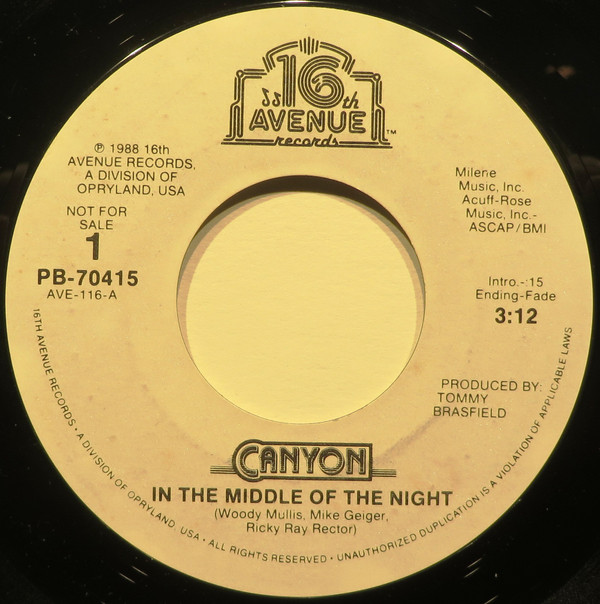 16th
AVENUE™
records
℗ 1988 16th
AVENUE RECORDS,
A DIVISION OF
OPRYLAND, USA
NOT FOR
SALE
1
PB-70415
AVE-116-A
Milene
Music, Inc.
Acuff-Rose
Music, Inc.-
ASCAP/BMI
Intro.-:15
Ending-Fade
3:12
PRODUCED BY:
TOMMY
BRASFIELD
CANYON
IN THE MIDDLE OF THE NIGHT
(Woody Mullis, Mike Geiger,
Ricky Ray Rector)
16TH AVENUE RECORDS • A DIVISION OF OPRYLAND, USA • ALL RIGHTS RESERVED • UNAUTHORIZED DUPLICATION IS A VIOLATION OF APPLICABLE LAWS